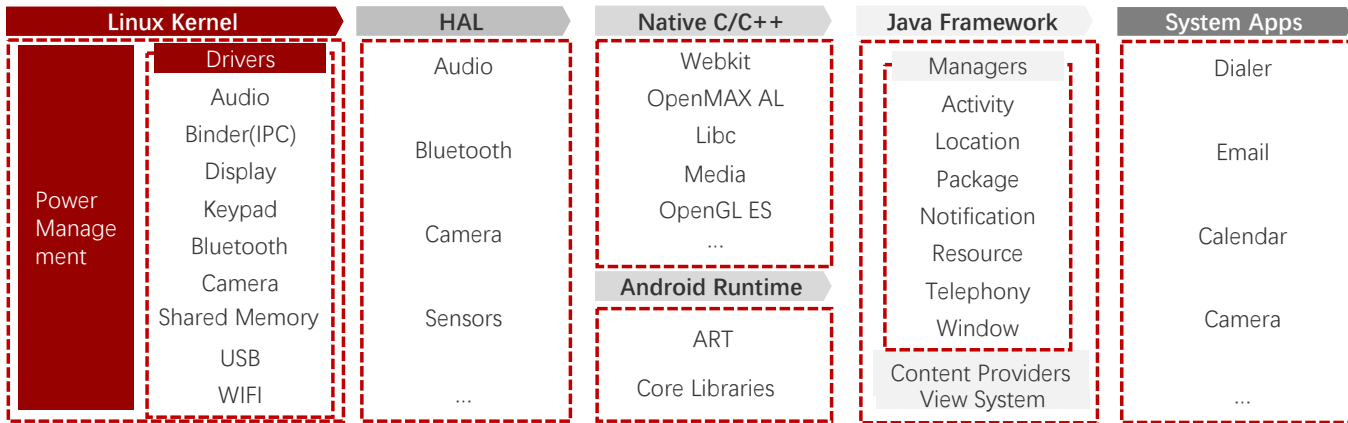 Linux Kernel
Power
Manage
ment
Drivers
Audio
Binder(IPC)
Display
Keypad
Bluetooth
Camera
Shared Memory
USB
WIFI
HAL
Audio
Bluetooth
Camera
Sensors
...
Native C/C++
Webkit
OpenMAX AL
Libc
Media
OpenGL ES
...
Android Runtime
ART
Core Libraries
Java Framework
Managers
Activity
Location
Package
Notification
Resource
Telephony
Window
Content Providers
View System
System Apps
Dialer
Email
Calendar
Camera
...